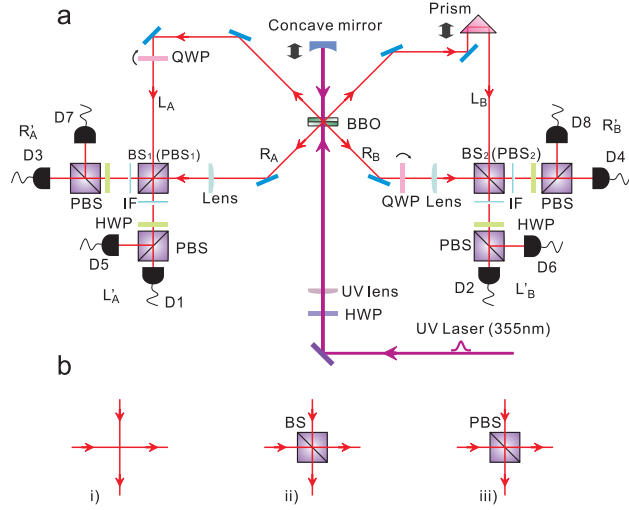 a
Concave mirror
Prism
QWP
L_A
L_B
BBO
D7
R'_A
D3
BS₁(PBS₁)
R_A
R_B
BS₂(PBS₂)
D8
R'_B
D4
PBS
IF
Lens
QWP
Lens
IF
PBS
HWP
PBS
D5
L'_A
D1
HWP
PBS
D6
D2
L'_B
UV lens
HWP
UV Laser (355nm)
b
BS
PBS
i)
ii)
iii)